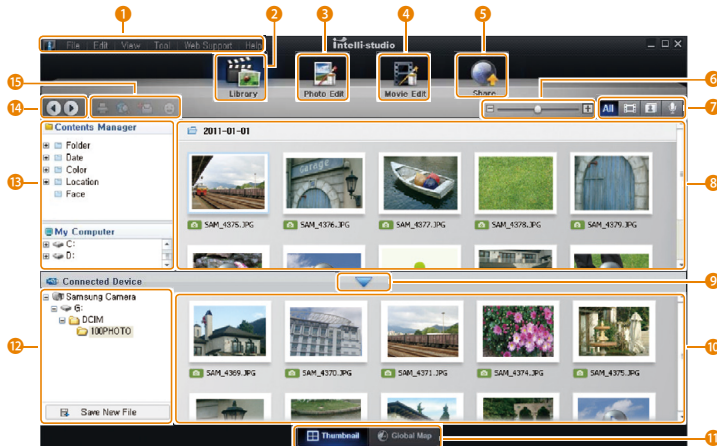 1 2 3 4 5
File Edit View Tool Web Support Help
Intelli-studio
Library Photo Edit Movie Edit Share
15 6
14 All 7
Contents Manager
Folder
Date
Color
Location
Face
13
My Computer
C:
D:
2011-01-01
Garage
SAM_4375.JPG SAM_4376.JPG SAM_4377.JPG SAM_4378.JPG SAM_4379.JPG
8
Connected Device
9
Samsung Camera
G:
DCIM
100PHOTO
12
Save New File
SAM_4369.JPG SAM_4370.JPG SAM_4371.JPG SAM_4374.JPG SAM_4375.JPG
10
Thumbnail Global Map
11